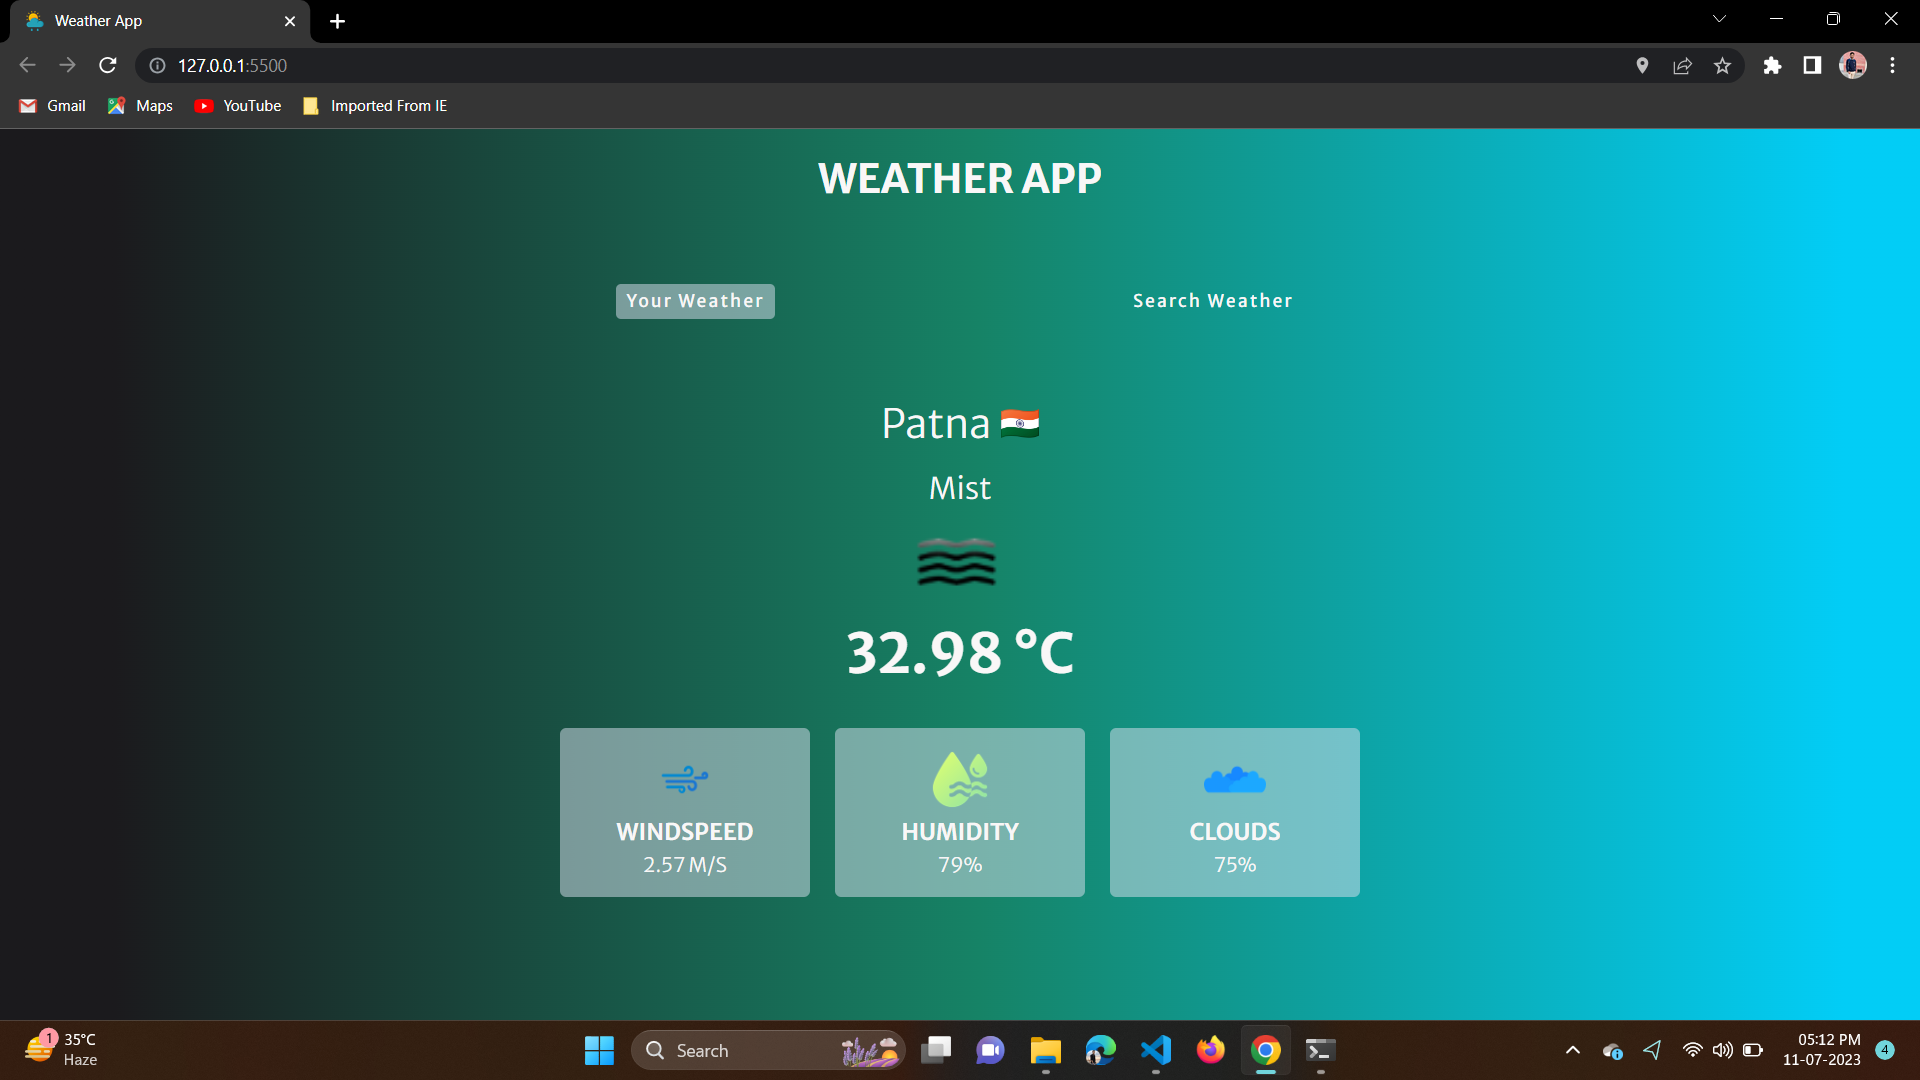 Weather App
127.0.0.1:5500
Gmail Maps YouTube Imported From IE
WEATHER APP
Your Weather Search Weather
Patna
Mist
32.98 °C
WINDSPEED HUMIDITY CLOUDS
2.57 M/S 79% 75%
1 35°C
Haze
Search
05:12 PM
11-07-2023
4